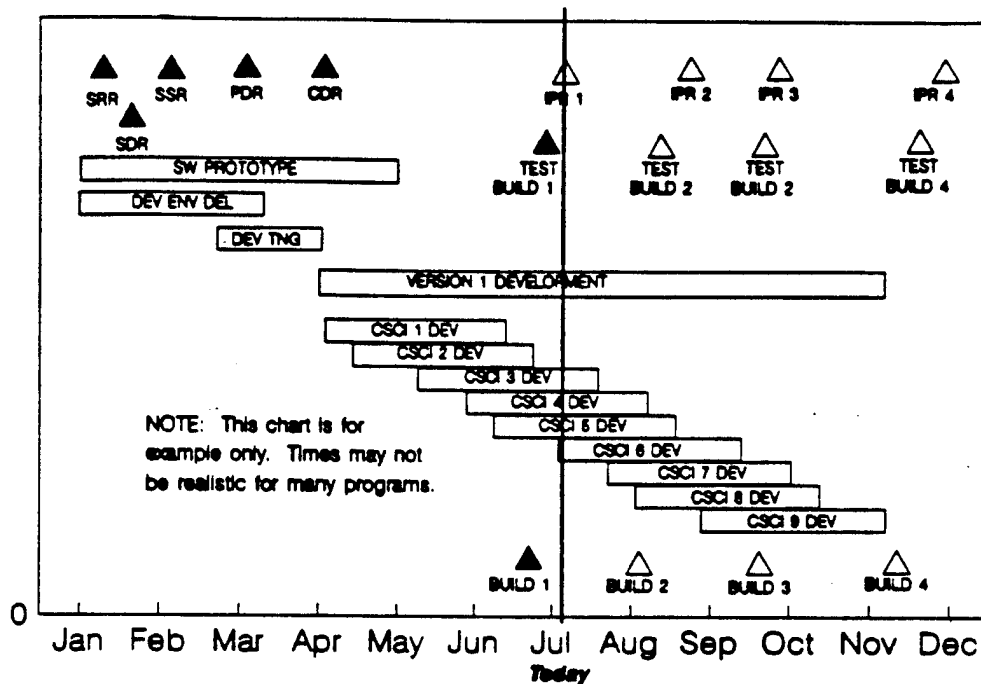 SRR SSR PDR CDR IPR 1 IPR 2 IPR 3 IPR 4
SDR
TEST TEST TEST TEST
BUILD 1 BUILD 2 BUILD 2 BUILD 4
SW PROTOTYPE
DEV ENV DEL
DEV TNG
VERSION 1 DEVELOPMENT
CSCI 1 DEV
CSCI 2 DEV
CSCI 3 DEV
CSCI 4 DEV
CSCI 5 DEV
CSCI 6 DEV
CSCI 7 DEV
CSCI 8 DEV
CSCI 9 DEV
NOTE: This chart is for
example only. Times may not
be realistic for many programs.
BUILD 1 BUILD 2 BUILD 3 BUILD 4
0
Jan Feb Mar Apr May Jun Jul Aug Sep Oct Nov Dec
Today